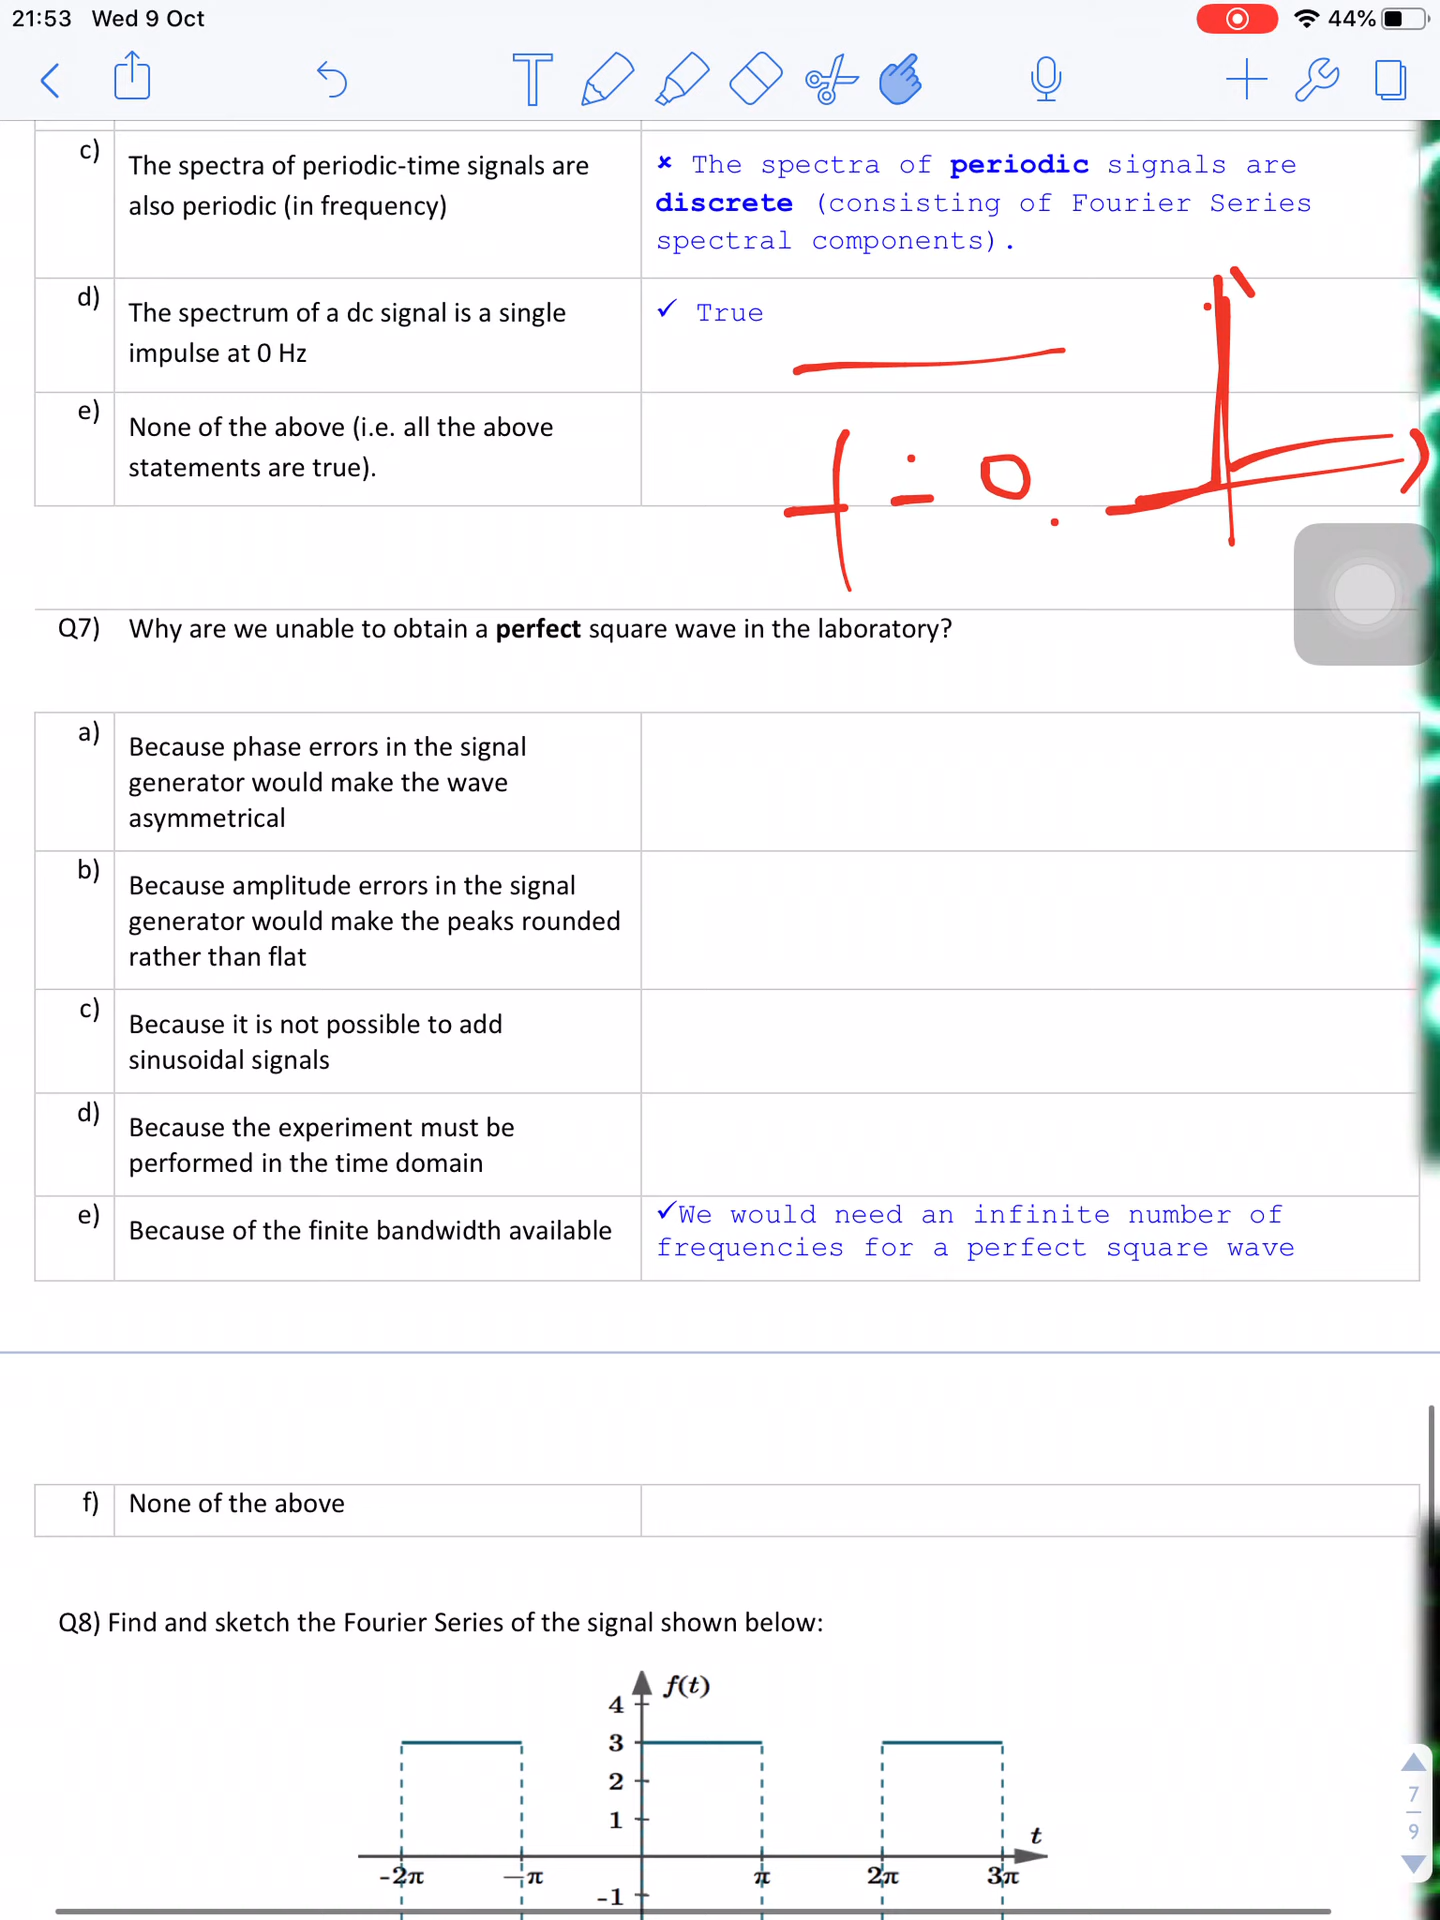 21:53 Wed 9 Oct
44%
T
c)
The spectra of periodic-time signals are
also periodic (in frequency)
× The spectra of periodic signals are
discrete (consisting of Fourier Series
spectral components).
d)
The spectrum of a dc signal is a single
impulse at 0 Hz
✓ True
e)
None of the above (i.e. all the above
statements are true).
f = 0.
Q7) Why are we unable to obtain a perfect square wave in the laboratory?
a)
Because phase errors in the signal
generator would make the wave
asymmetrical
b)
Because amplitude errors in the signal
generator would make the peaks rounded
rather than flat
c)
Because it is not possible to add
sinusoidal signals
d)
Because the experiment must be
performed in the time domain
e)
Because of the finite bandwidth available
✓We would need an infinite number of
frequencies for a perfect square wave
f) None of the above
Q8) Find and sketch the Fourier Series of the signal shown below:
f(t)
4
3
2
1
t
-2π −π π 2π 3π
-1
7
9